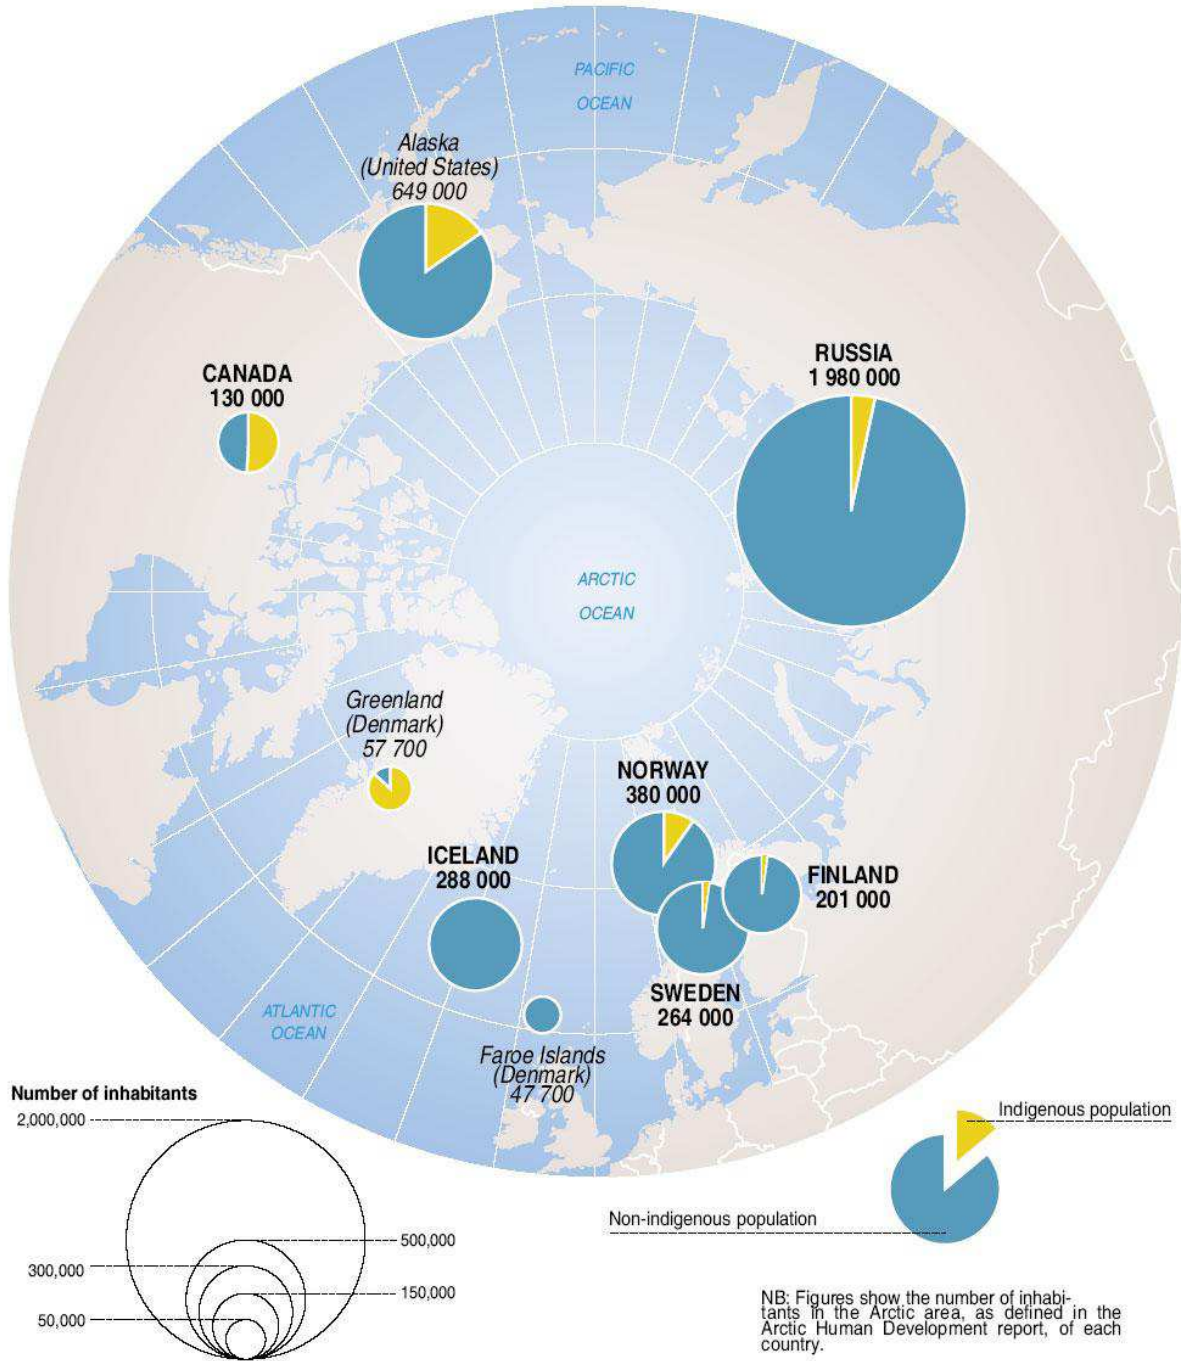 PACIFIC
OCEAN
Alaska
(United States)
649 000
RUSSIA
1 980 000
CANADA
130 000
ARCTIC
OCEAN
Greenland
(Denmark)
57 700
NORWAY
380 000
ICELAND
288 000
FINLAND
201 000
SWEDEN
264 000
ATLANTIC
OCEAN
Faroe Islands
(Denmark)
47 700
Number of inhabitants
2,000,000
500,000
300,000
150,000
50,000
Indigenous population
Non-indigenous population
NB: Figures show the number of inhabi-
tants in the Arctic area, as defined in the
Arctic Human Development report, of each
country.